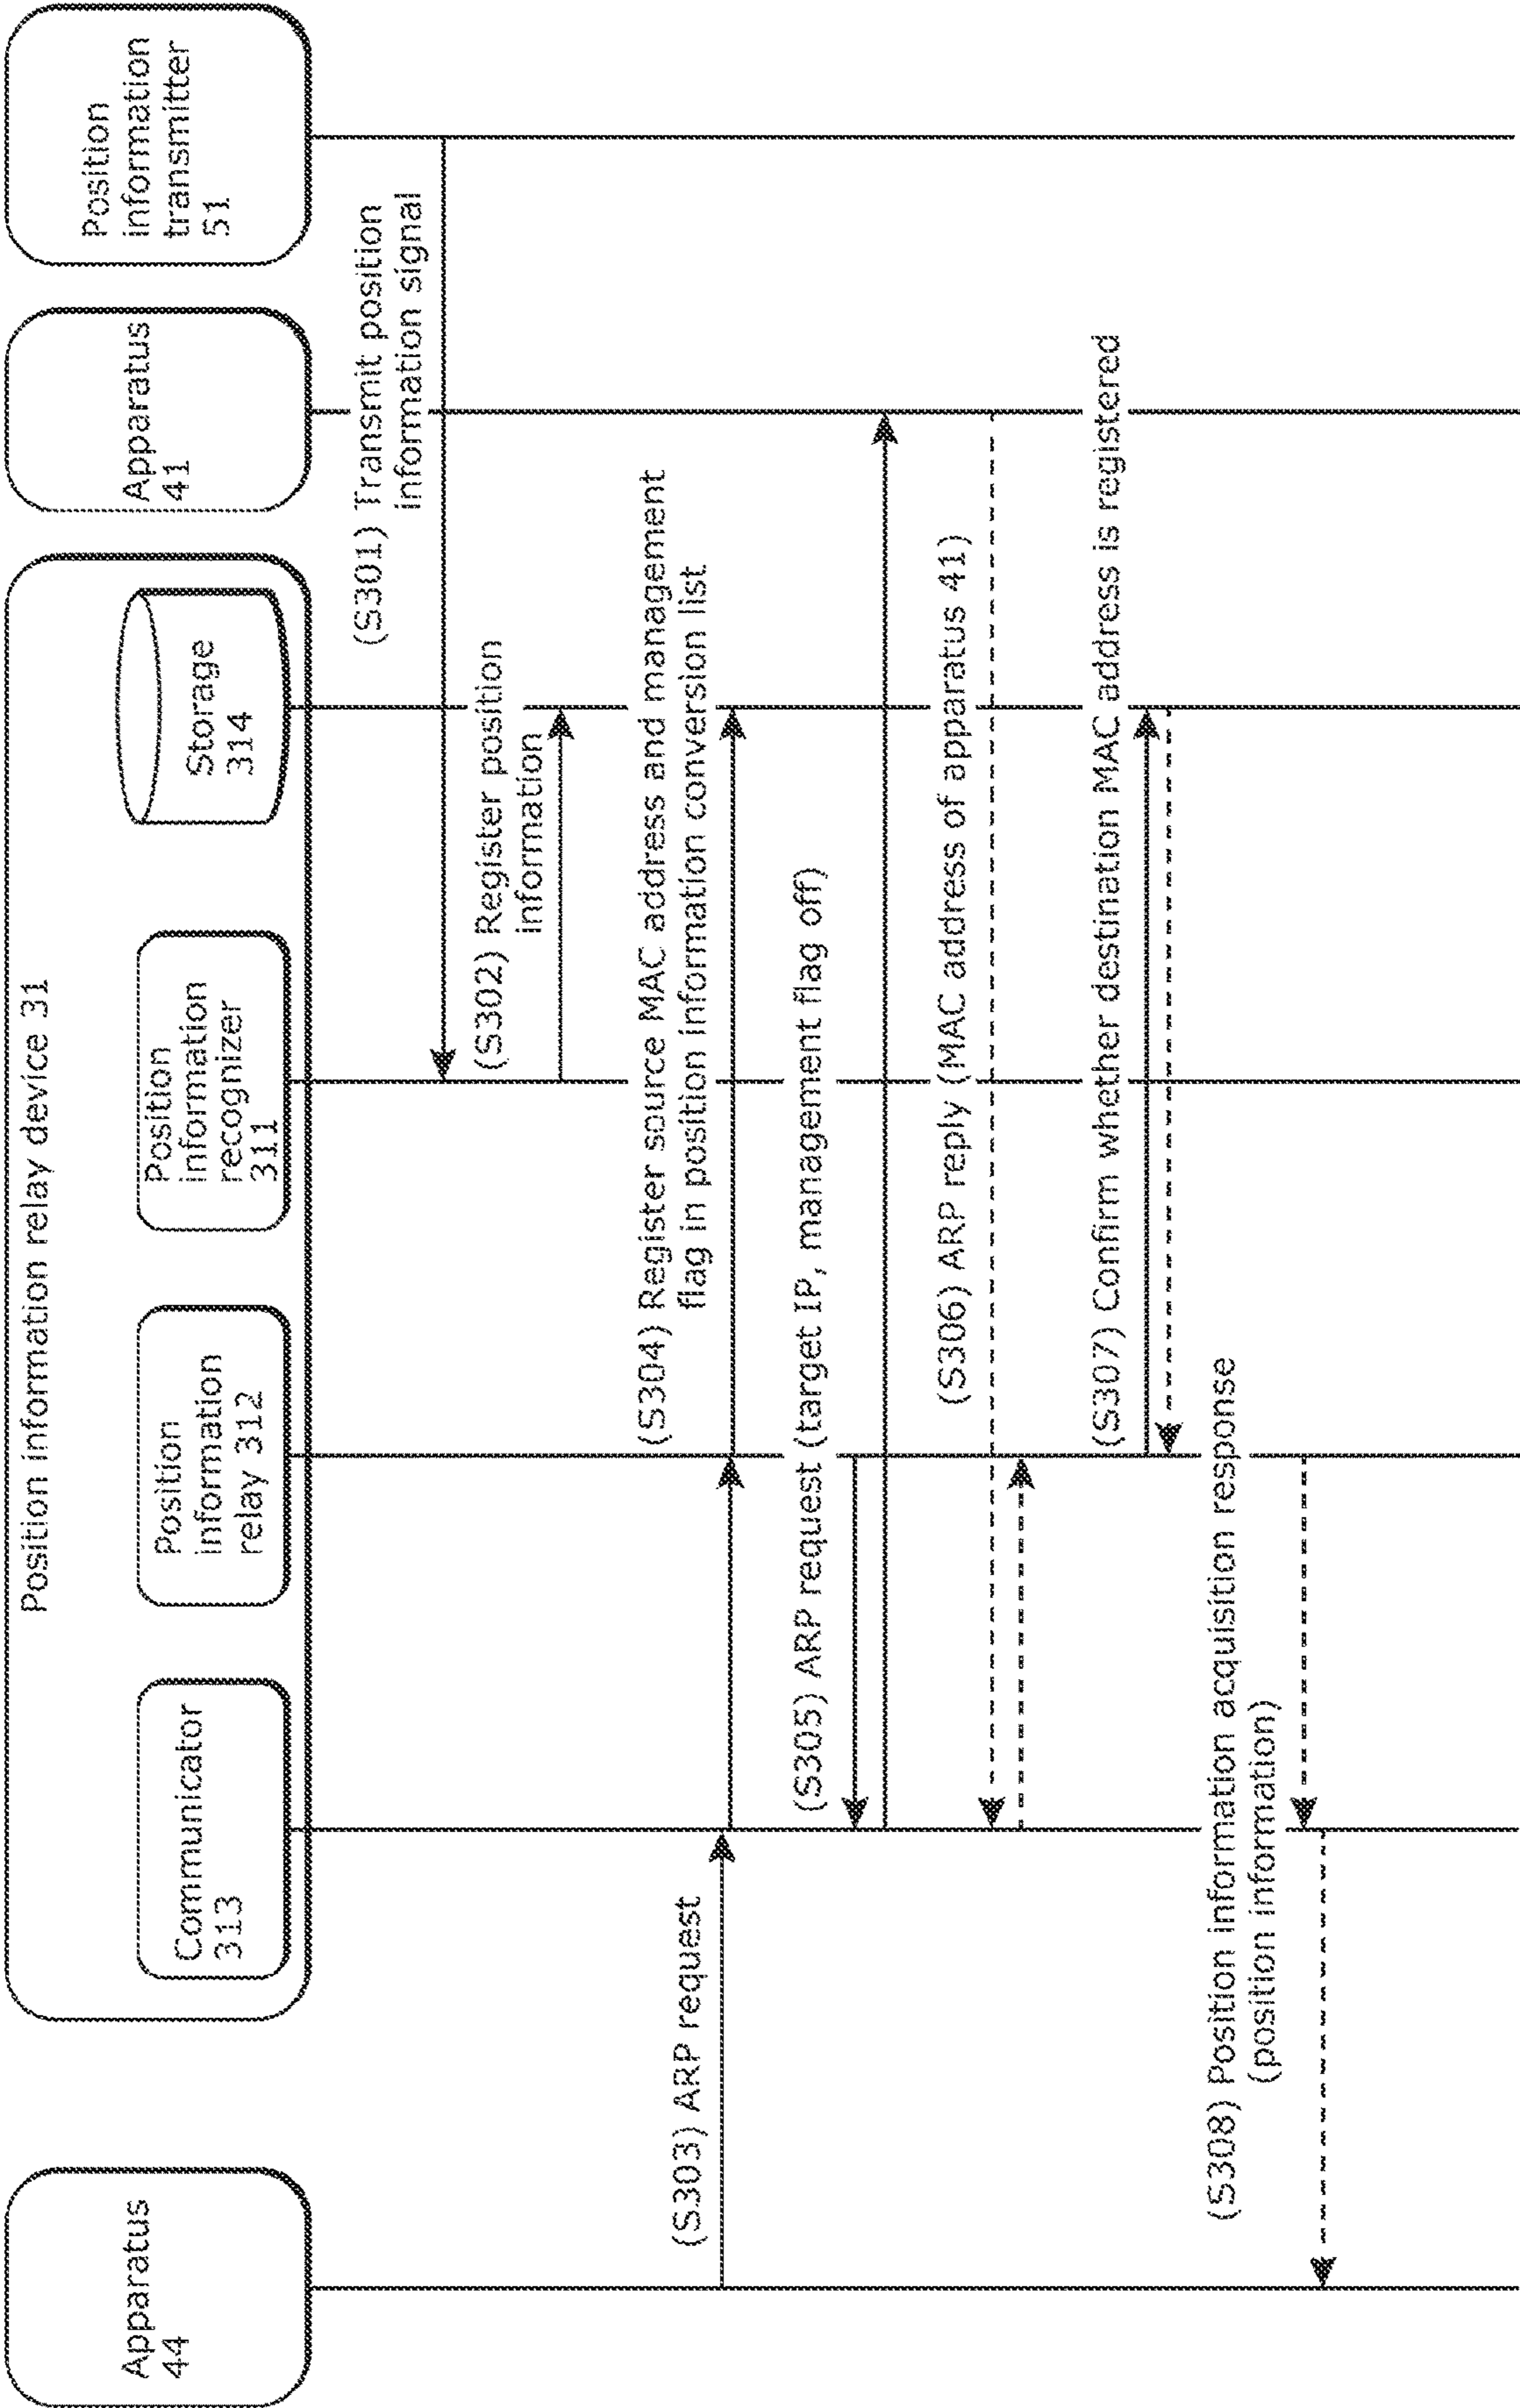 Apparatus
44
Position information relay device 31
Communicator
313
Position
information
relay 312
Position
information
recognizer
311
Storage
314
Apparatus
41
Position
information
transmitter
51
(S301) Transmit position
information signal
(S302) Register position
information
(S303) ARP request
(S304) Register source MAC address and management
flag in position information conversion list
(S305) ARP request (target IP, management flag off)
(S306) ARP reply (MAC address of apparatus 41)
(S307) Confirm whether destination MAC address is registered
(S308) Position information acquisition response
(position information)